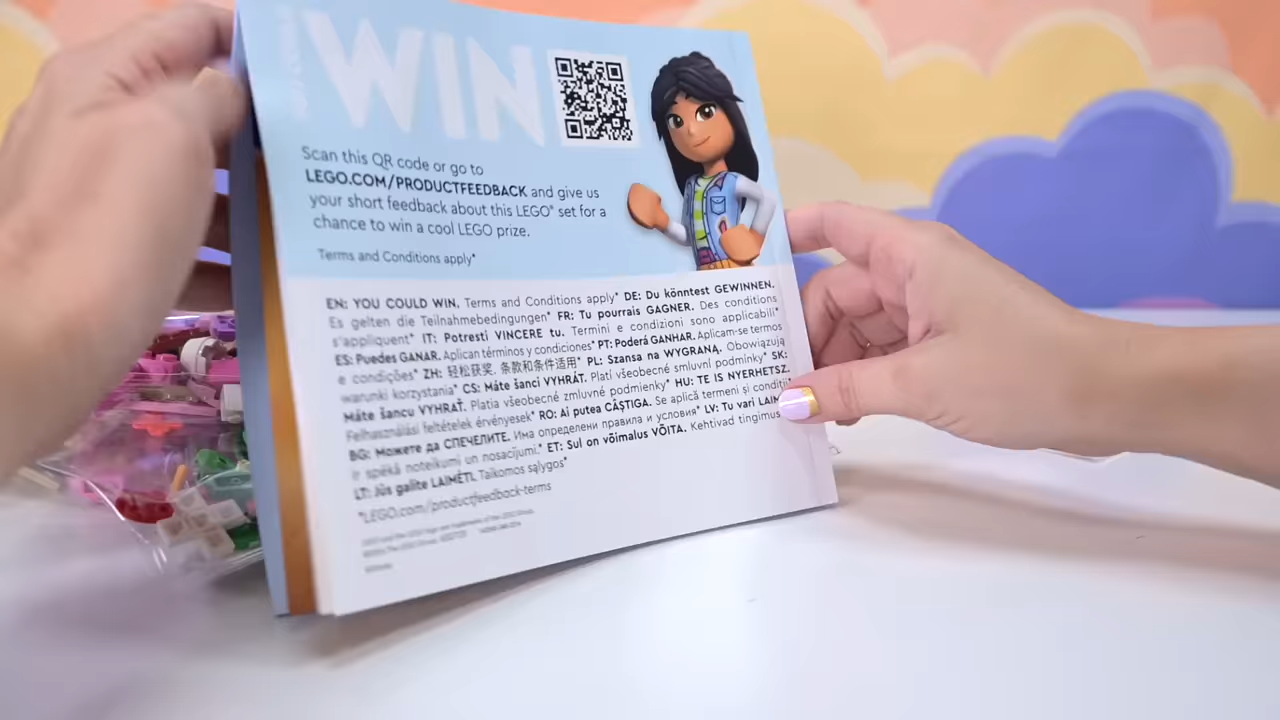 WIN
Scan this QR code or go to
LEGO.COM/PRODUCTFEEDBACK and give us
your short feedback about this LEGO® set for a
chance to win a cool LEGO prize.
Terms and Conditions apply*
EN: YOU COULD WIN. Terms and Conditions apply* DE: Du könntest GEWINNEN.
Es gelten die Teilnahmebedingungen* FR: Tu pourrais GAGNER. Des conditions
s'appliquent* IT: Potresti VINCERE tu. Termini e condizioni sono applicabili*
ES: Puedes GANAR. Aplican términos y condiciones* PT: Poderá GANHAR. Aplicam-se termos
e condições* ZH: 轻松获奖. 条款和条件适用* PL: Szansa na WYGRANĄ. Obowiązują
warunki korzystania* CS: Máte šanci VYHRÁT. Platí všeobecné smluvní podmínky* SK:
Máte šancu VYHRAŤ. Platia všeobecné zmluvné podmienky* HU: TE IS NYERHETSZ.
Felhasználási feltételek érvényesek* RO: Ai putea CÂȘTIGA. Se aplică termeni și condiții*
BG: Можете да СПЕЧЕЛИТЕ. Има определени правила и условия* LV: Tu vari LAIM
ir spēkā noteikumi un nosacījumi.* ET: Sul on võimalus VÕITA. Kehtivad tingimus
LT: Jūs galite LAIMĖTI. Taikomos sąlygos*
*LEGO.com/productfeedback-terms